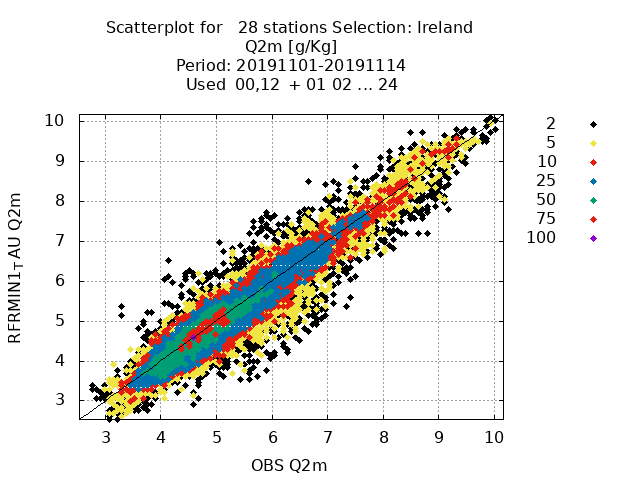 Scatterplot for 28 stations Selection: Ireland
Q2m [g/Kg]
Period: 20191101-20191114
Used 00,12 + 01 02 ... 24
10
9
8
7
6
5
4
3
RFRMIN1-AU Q2m
3 4 5 6 7 8 9 10
OBS Q2m
2
5
10
25
50
75
100